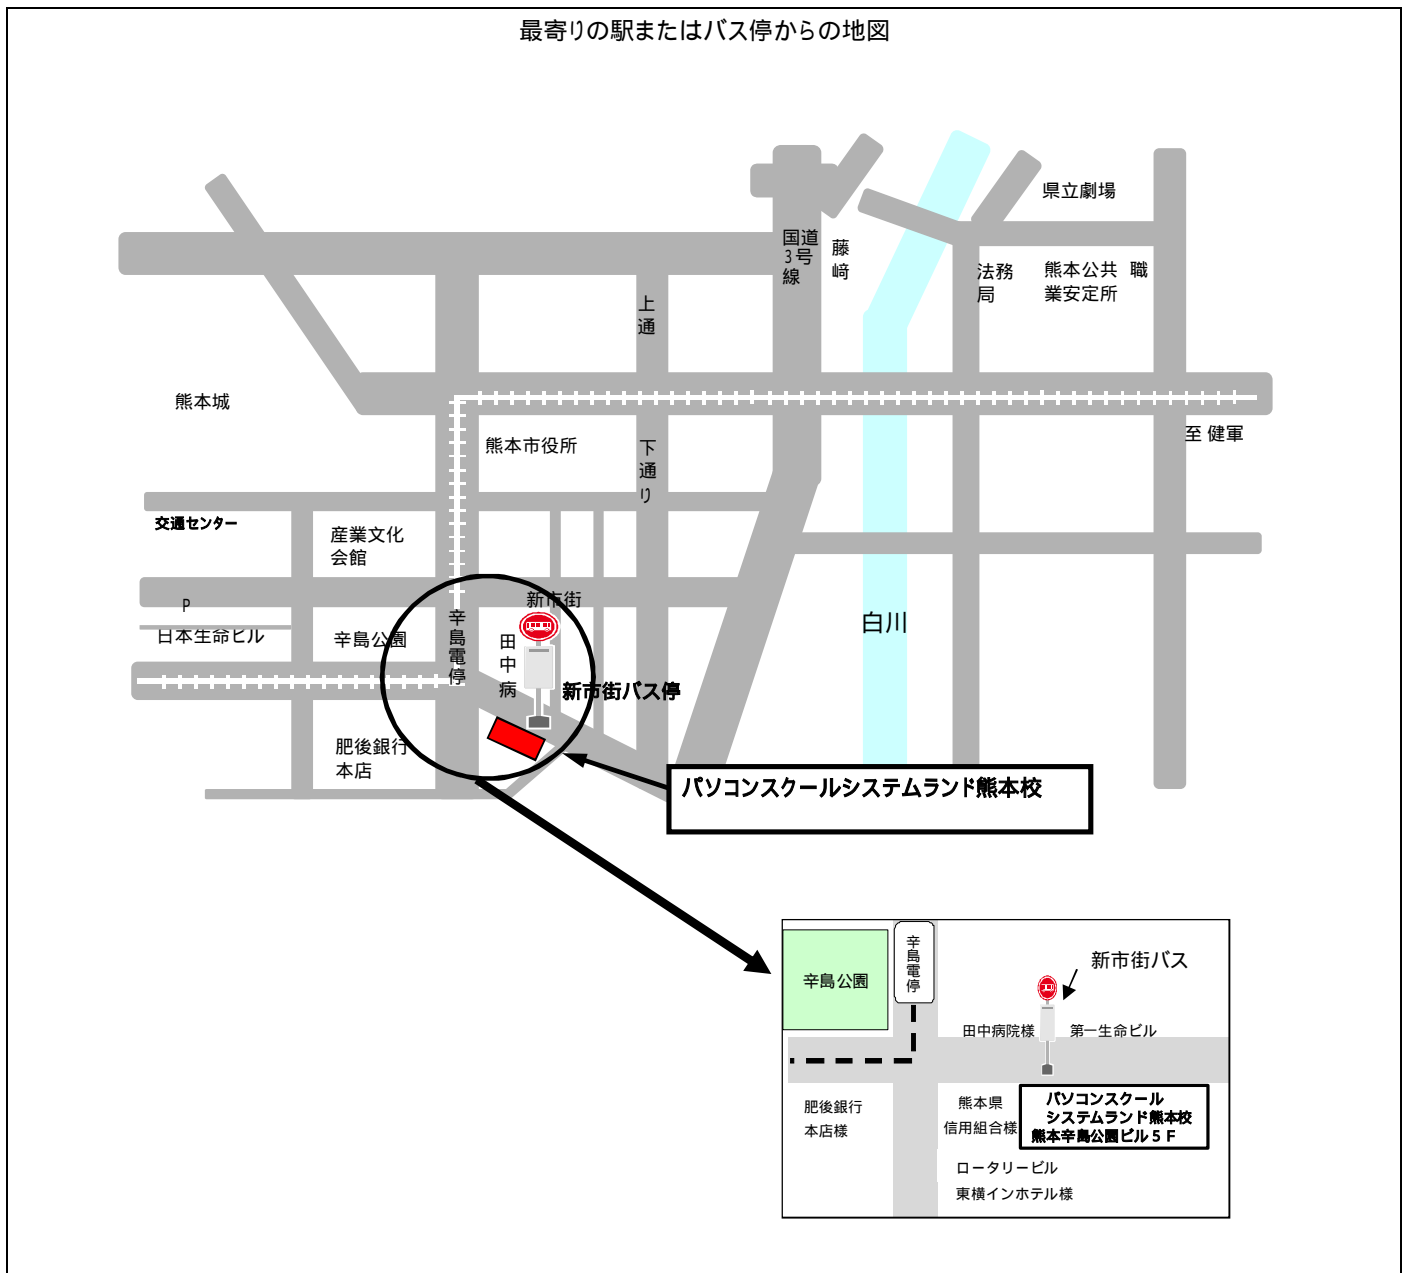 最寄りの駅またはバス停からの地図
県立劇場
国道
3号
線
藤
﨑
法務
局
熊本公共 職
業安定所
上
通
熊本城
熊本市役所
下
通
り
至 健軍
交通センター
産業文化
会館
P
日本生命ビル
辛島公園
辛
島
電
停
新市街
田
中
病
新市街バス停
白川
肥後銀行
本店
パソコンスクールシステムランド熊本校
辛島公園
辛
島
電
停
新市街バス
田中病院様
第一生命ビル
肥後銀行
本店様
熊本県
信用組合様
パソコンスクール
システムランド熊本校
熊本辛島公園ビル5F
ロータリービル
東横インホテル様